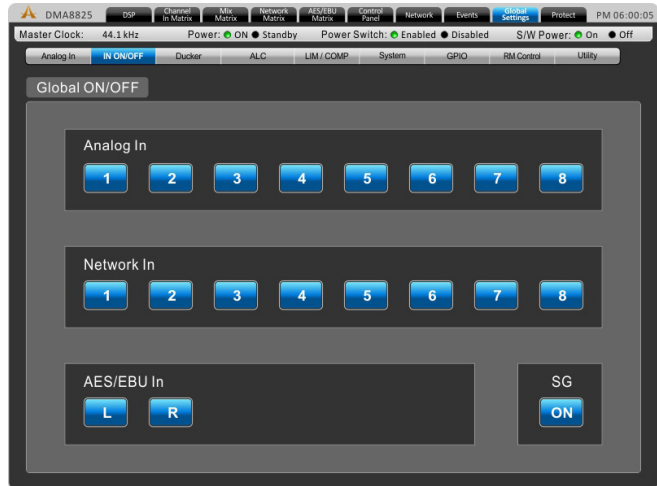 DMA8825 DSP Channel In Matrix Mix Matrix Network Matrix AES/EBU Matrix Control Panel Network Events Global Settings Protect PM 06:00:05
Master Clock: 44.1 kHz Power: ON Standby Power Switch: Enabled Disabled S/W Power: On Off
Analog In IN ON/OFF Ducker ALC LIM / COMP System GPIO RM Control Utility
Global ON/OFF
Analog In
1 2 3 4 5 6 7 8
Network In
1 2 3 4 5 6 7 8
AES/EBU In SG
L R ON